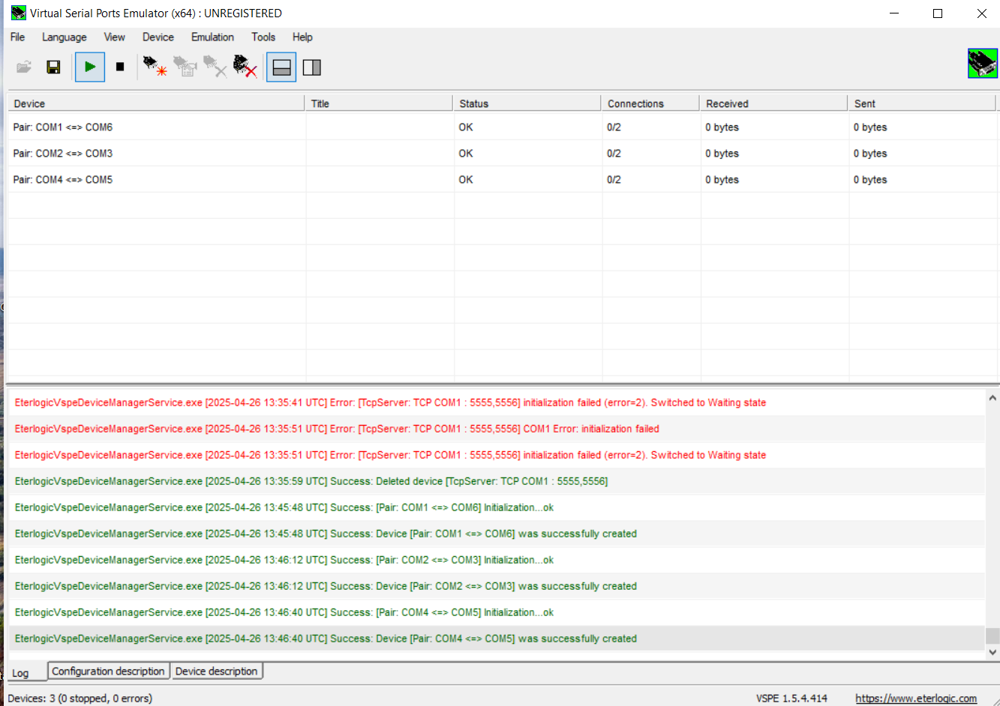 Virtual Serial Ports Emulator (x64) : UNREGISTERED
File Language View Device Emulation Tools Help
Device Title Status Connections Received Sent
Pair: COM1 <=> COM6 OK 0/2 0 bytes 0 bytes
Pair: COM2 <=> COM3 OK 0/2 0 bytes 0 bytes
Pair: COM4 <=> COM5 OK 0/2 0 bytes 0 bytes
EterlogicVspeDeviceManagerService.exe [2025-04-26 13:35:41 UTC] Error: [TcpServer: TCP COM1 : 5555,5556] initialization failed (error=2). Switched to Waiting state
EterlogicVspeDeviceManagerService.exe [2025-04-26 13:35:51 UTC] Error: [TcpServer: TCP COM1 : 5555,5556] COM1 Error: initialization failed
EterlogicVspeDeviceManagerService.exe [2025-04-26 13:35:51 UTC] Error: [TcpServer: TCP COM1 : 5555,5556] initialization failed (error=2). Switched to Waiting state
EterlogicVspeDeviceManagerService.exe [2025-04-26 13:35:59 UTC] Success: Deleted device [TcpServer: TCP COM1 : 5555,5556]
EterlogicVspeDeviceManagerService.exe [2025-04-26 13:45:48 UTC] Success: [Pair: COM1 <=> COM6] Initialization...ok
EterlogicVspeDeviceManagerService.exe [2025-04-26 13:45:48 UTC] Success: Device [Pair: COM1 <=> COM6] was successfully created
EterlogicVspeDeviceManagerService.exe [2025-04-26 13:46:12 UTC] Success: [Pair: COM2 <=> COM3] Initialization...ok
EterlogicVspeDeviceManagerService.exe [2025-04-26 13:46:12 UTC] Success: Device [Pair: COM2 <=> COM3] was successfully created
EterlogicVspeDeviceManagerService.exe [2025-04-26 13:46:40 UTC] Success: [Pair: COM4 <=> COM5] Initialization...ok
EterlogicVspeDeviceManagerService.exe [2025-04-26 13:46:40 UTC] Success: Device [Pair: COM4 <=> COM5] was successfully created
Log Configuration description Device description
Devices: 3 (0 stopped, 0 errors) VSPE 1.5.4.414 https://www.eterlogic.com